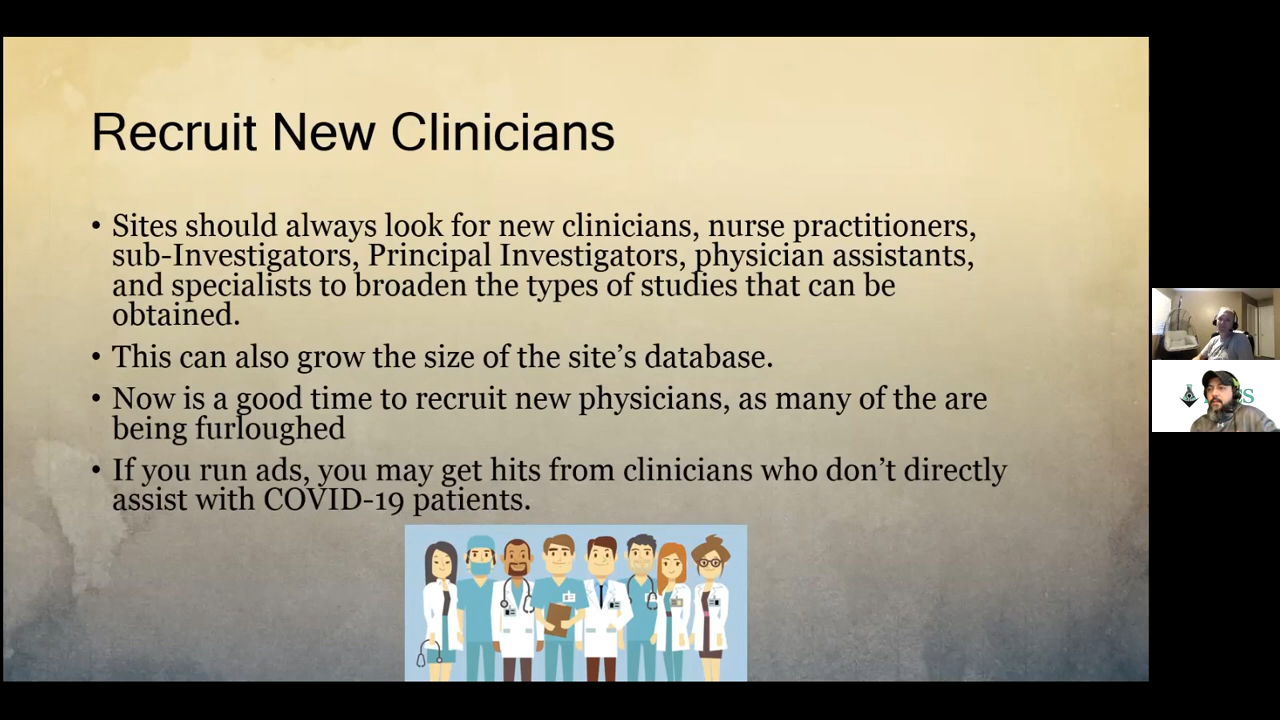 Recruit New Clinicians
• Sites should always look for new clinicians, nurse practitioners,
sub-Investigators, Principal Investigators, physician assistants,
and specialists to broaden the types of studies that can be
obtained.
• This can also grow the size of the site’s database.
• Now is a good time to recruit new physicians, as many of the are
being furloughed
• If you run ads, you may get hits from clinicians who don’t directly
assist with COVID-19 patients.